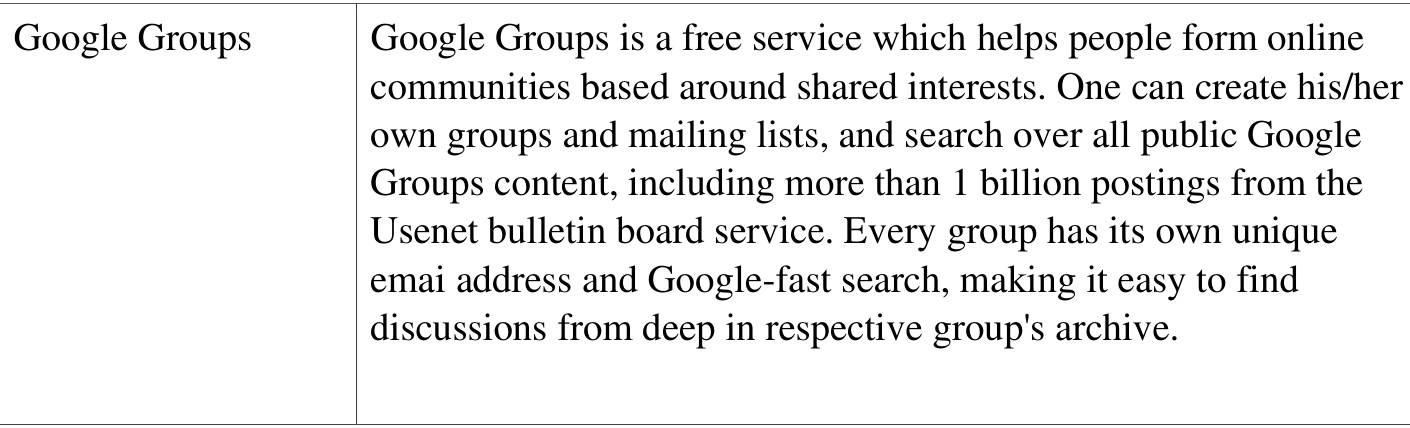 Google Groups
Google Groups is a free service which helps people form online
communities based around shared interests. One can create his/her
own groups and mailing lists, and search over all public Google
Groups content, including more than 1 billion postings from the
Usenet bulletin board service. Every group has its own unique
emai address and Google-fast search, making it easy to find
discussions from deep in respective group's archive.